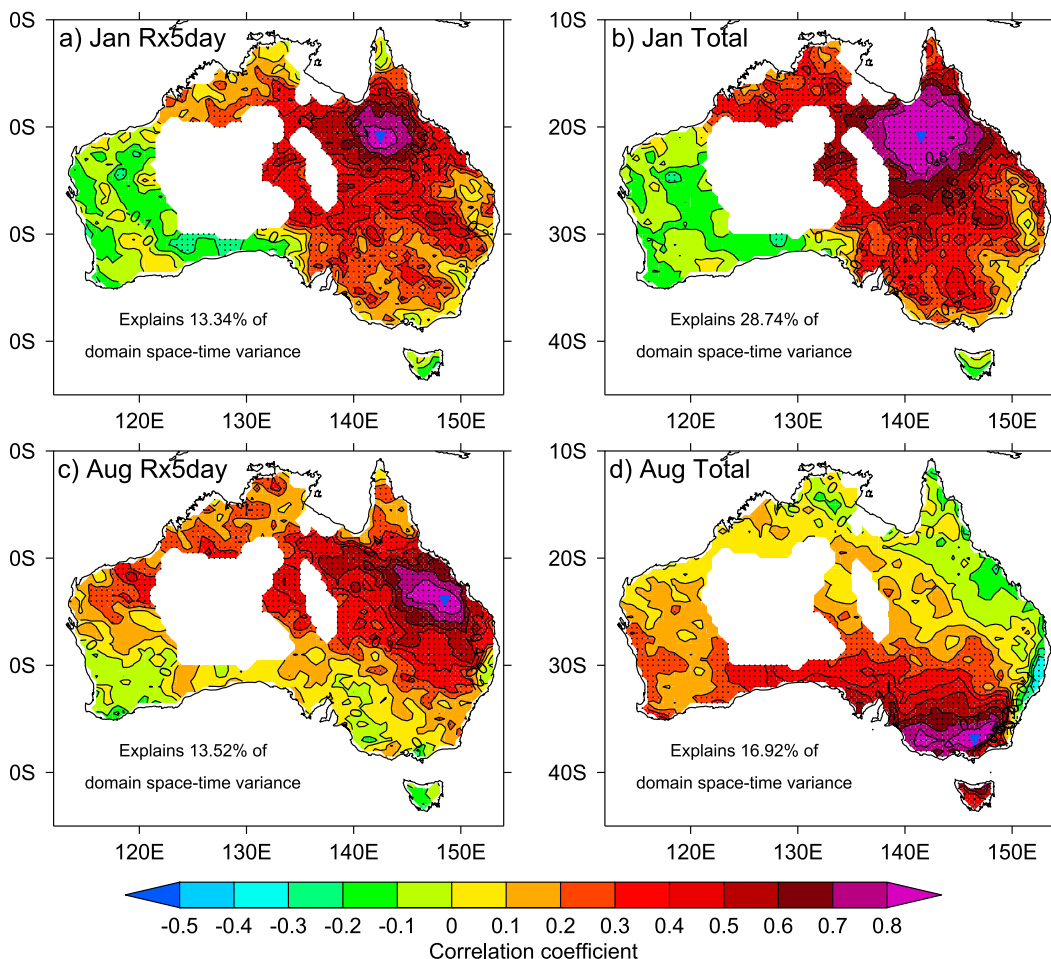 0S
a) Jan Rx5day
0S
0S
0S
Explains 13.34% of
domain space-time variance
120E 130E 140E 150E
10S
b) Jan Total
20S
30S
40S
Explains 28.74% of
domain space-time variance
120E 130E 140E 150E
0S
c) Aug Rx5day
0S
0S
0S
Explains 13.52% of
domain space-time variance
120E 130E 140E 150E
10S
d) Aug Total
20S
30S
40S
Explains 16.92% of
domain space-time variance
120E 130E 140E 150E
-0.5 -0.4 -0.3 -0.2 -0.1 0 0.1 0.2 0.3 0.4 0.5 0.6 0.7 0.8
Correlation coefficient